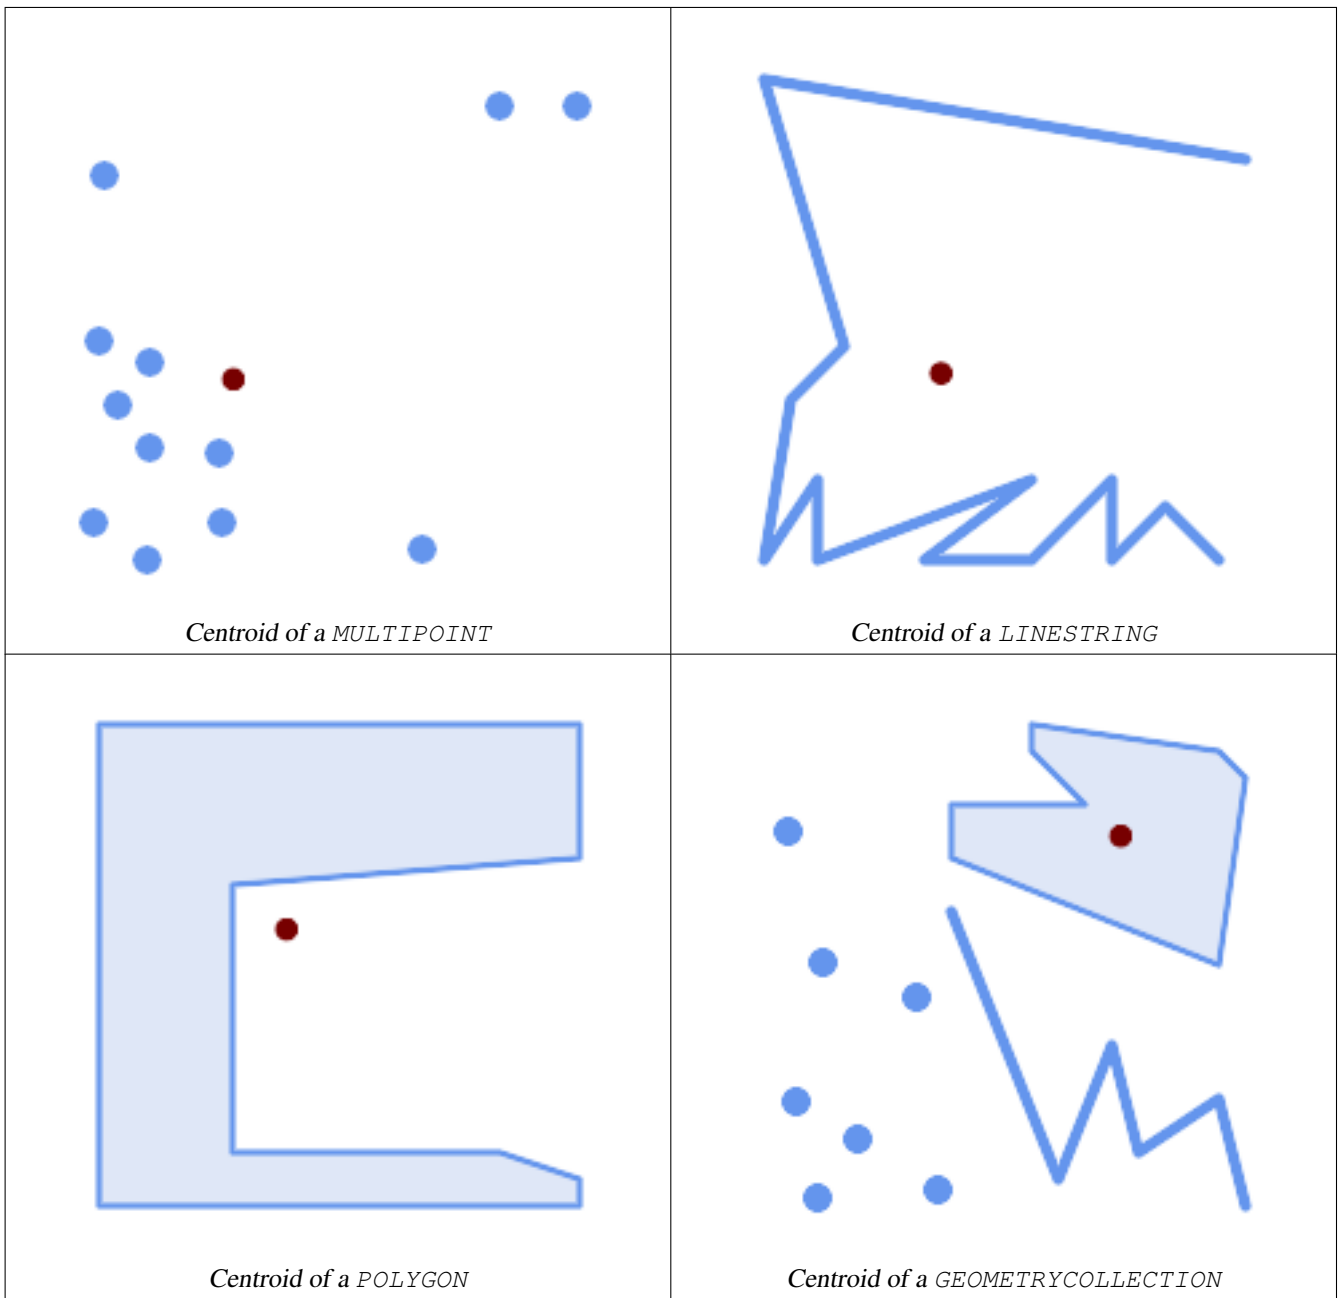 Centroid of a MULTIPOINT
Centroid of a LINESTRING
Centroid of a POLYGON
Centroid of a GEOMETRYCOLLECTION